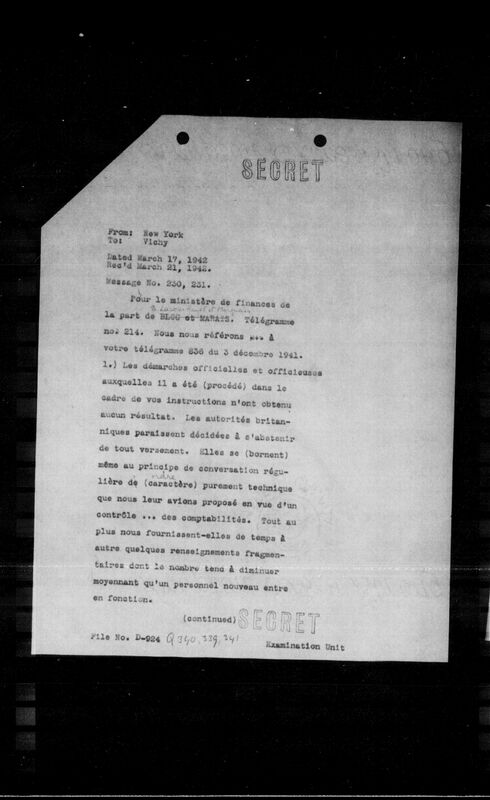 SECRET
From: New York
To: Vichy
Dated March 17, 1942
Rec'd March 21, 1942.
Message No. 230, 231.
Pour le ministère de finances de
la part de BLOC et MARATS. Télégramme
no. 214. Nous nous référons ... à
votre télégramme 836 du 3 décembre 1941.
1.) Les démarches officielles et officieuses
auxquelles il a été (procédé) dans le
cadre de vos instructions n'ont obtenu
aucun résultat. Les autorités britan-
niques paraissent décidées à s'abstenir
de tout versement. Elles se (bornent)
même au principe de conversation régu-
ordre
lière de (caractère) purement technique
que nous leur avions proposé en vue d'un
contrôle ... des comptabilités. Tout au
plus nous fournissent-elles de temps à
autre quelques renseignements fragmen-
taires dont le nombre tend à diminuer
moyennant qu'un personnel nouveau entre
en fonction.
(continued)
SECRET
File No. D-924 Q 340, 339, 341
Examination Unit